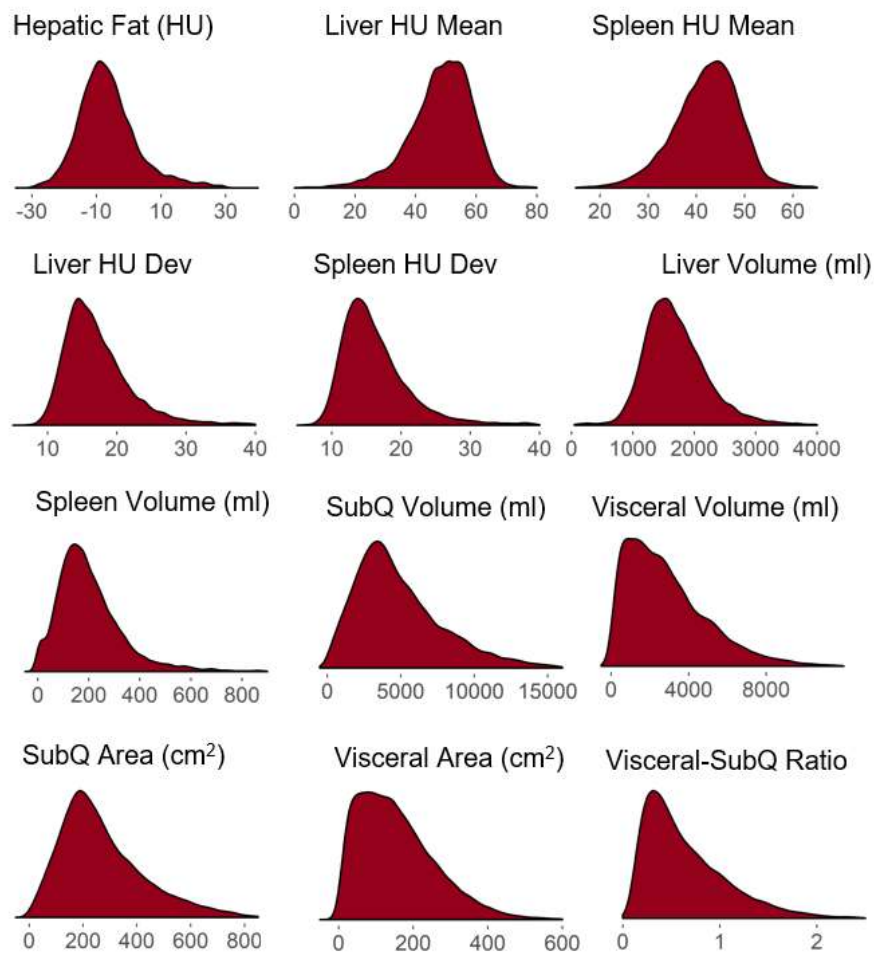 Hepatic Fat (HU) Liver HU Mean Spleen HU Mean
-30 -10 10 30 0 20 40 60 80 20 30 40 50 60
Liver HU Dev Spleen HU Dev Liver Volume (ml)
10 20 30 40 10 20 30 40 0 1000 2000 3000 4000
Spleen Volume (ml) SubQ Volume (ml) Visceral Volume (ml)
0 200 400 600 800 0 5000 10000 15000 0 4000 8000
SubQ Area (cm²) Visceral Area (cm²) Visceral-SubQ Ratio
0 200 400 600 800 0 200 400 600 0 1 2